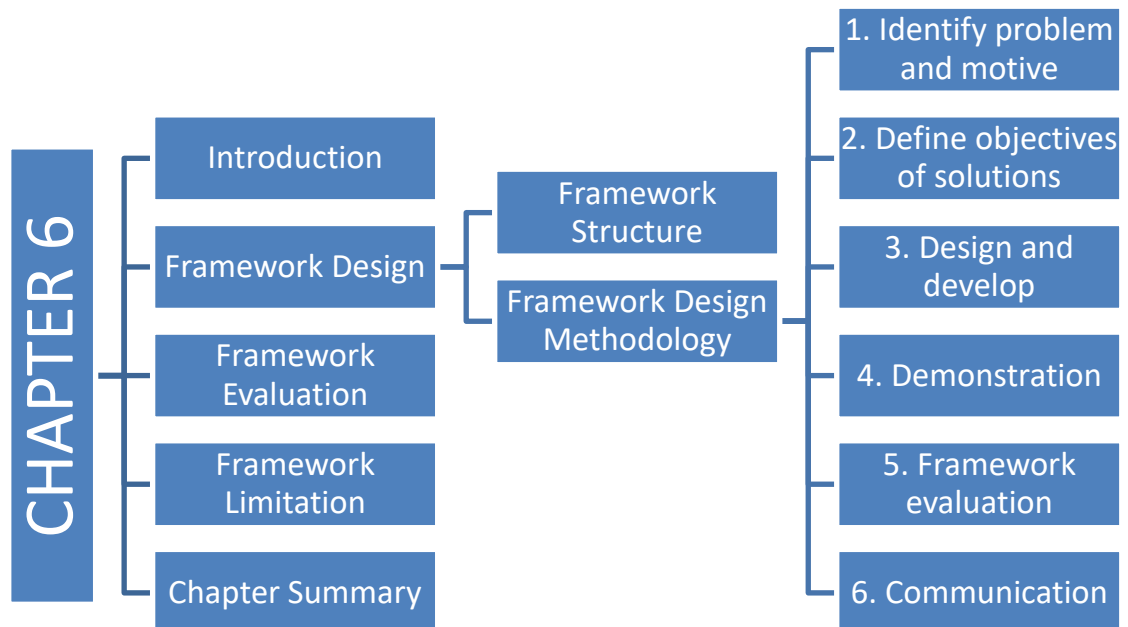 CHAPTER 6
Introduction
Framework Design
Framework
Evaluation
Framework
Limitation
Chapter Summary
Framework
Structure
Framework Design
Methodology
1. Identify problem
and motive
2. Define objectives
of solutions
3. Design and
develop
4. Demonstration
5. Framework
evaluation
6. Communication